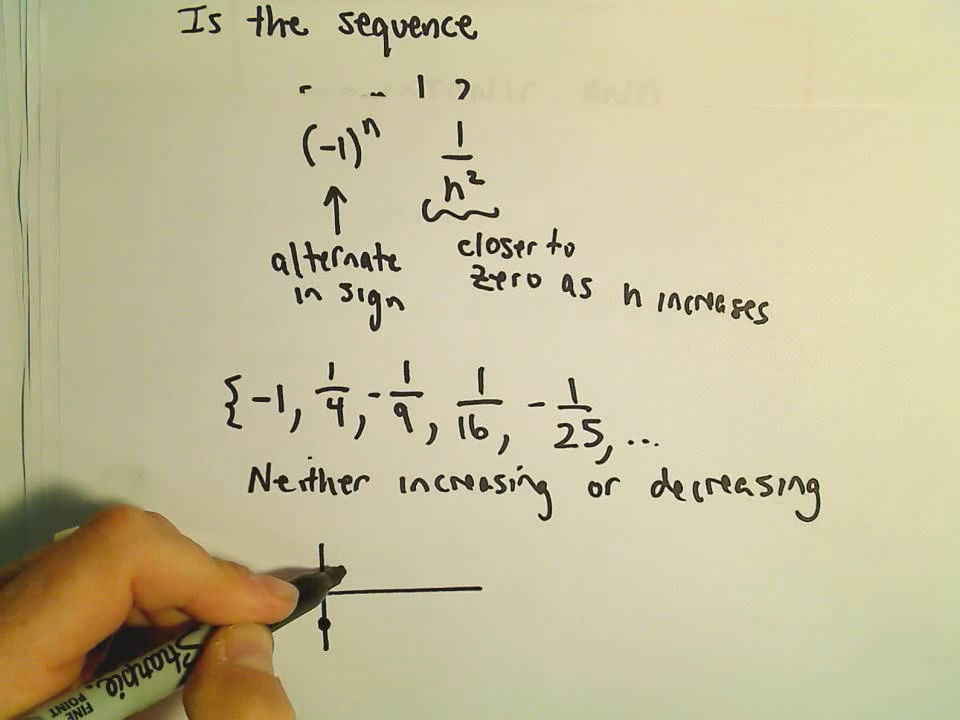 Is the sequence
(-1)ⁿ 1/n²
alternate in sign
closer to zero as n increases
{-1, 1/4, -1/9, 1/16, -1/25, ...
Neither increasing or decreasing
Sharpie.
FINE POINT